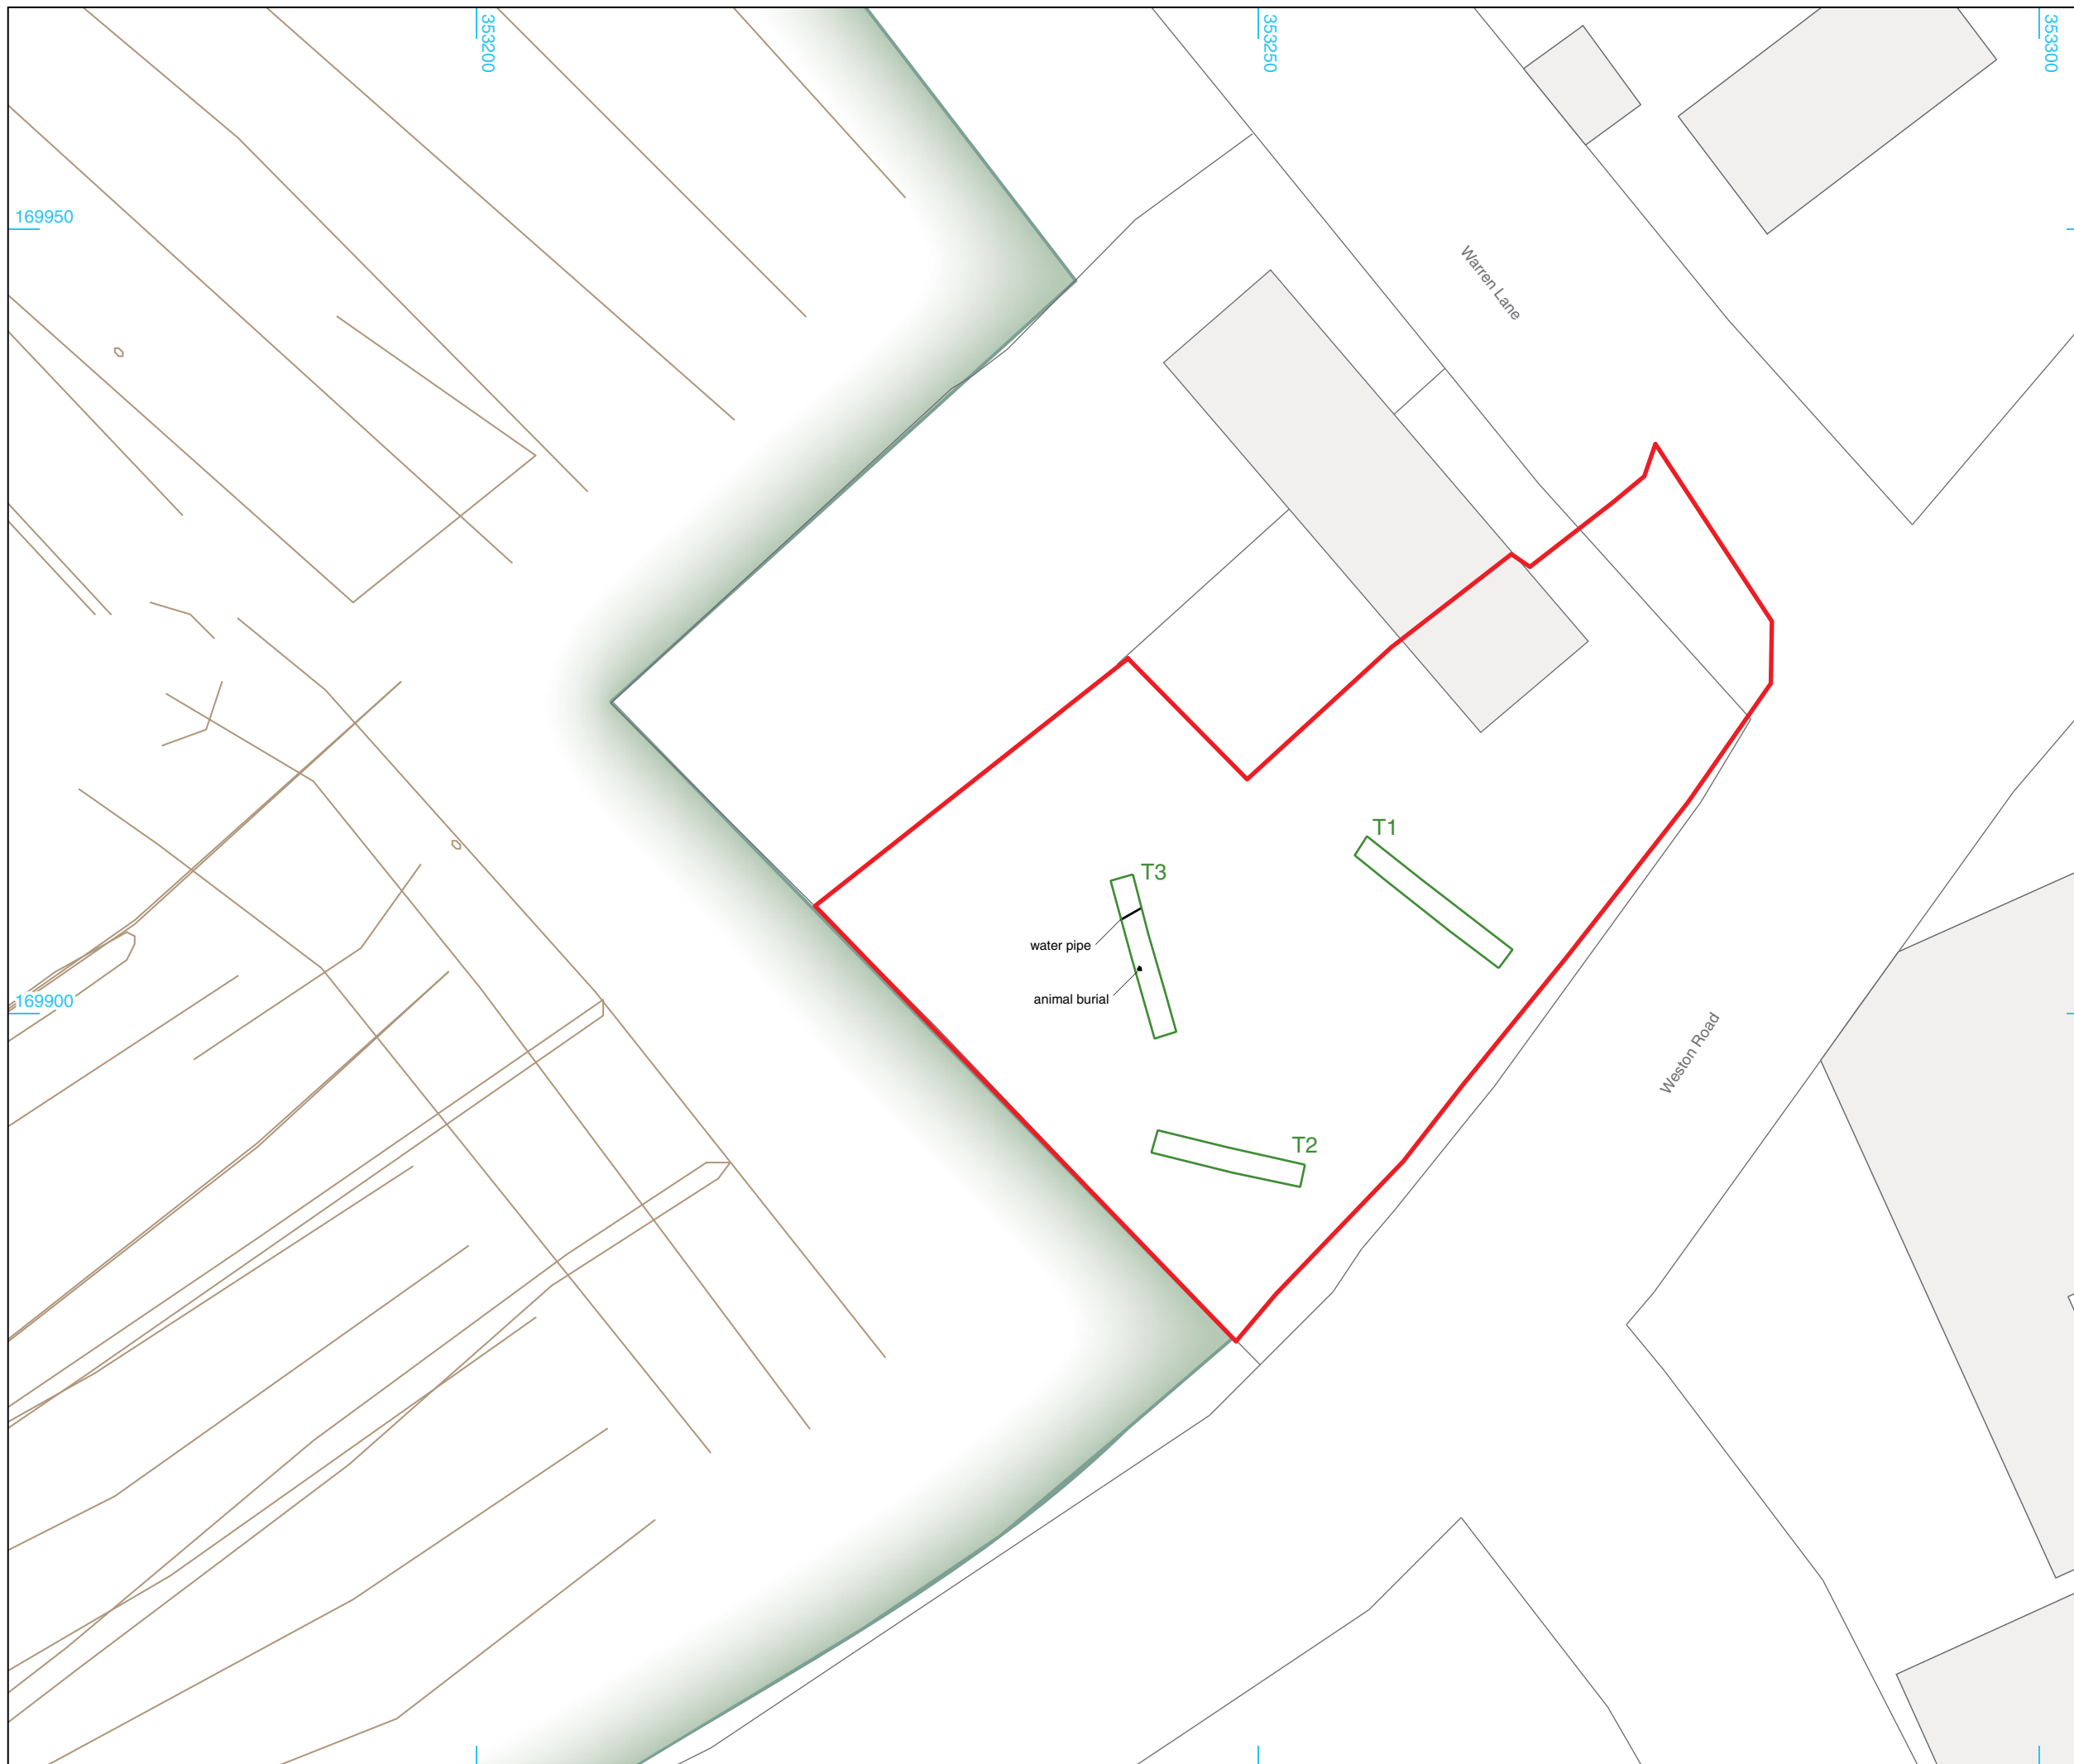 353200
353250
353300
169950
Warren Lane
T1
T3
water pipe
animal burial
169900
Weston Road
T2